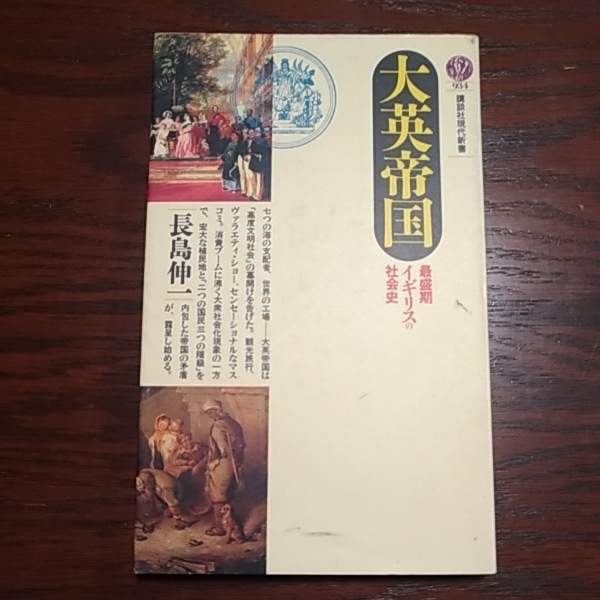 934
講談社現代新書
大英帝国
最盛期
イギリスの
社会史
七つの海の支配者、世界の工場――大英帝国は
「高度文明社会」の幕開けを告げた。観光旅行、
ヴァラエティ・ショー、センセーショナルなマス
コミ。消費ブームに沸く大衆社会化現象の一方
で、宏大な植民地と、“二つの国民三つの階級”を
内包した帝国の矛盾
が、露呈し始める。
長島伸一